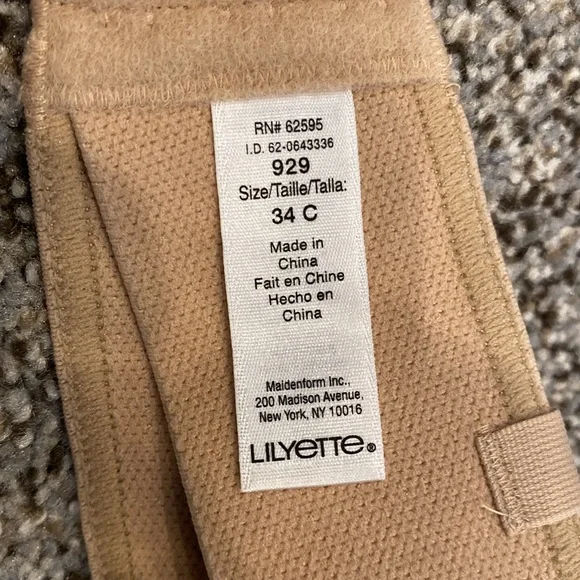 RN# 62595
I.D. 62-0643336
929
Size/Taille/Talla:
34 C
Made in
China
Fait en Chine
Hecho en
China
Maidenform Inc.,
200 Madison Avenue,
New York, NY 10016
LILYETTE®